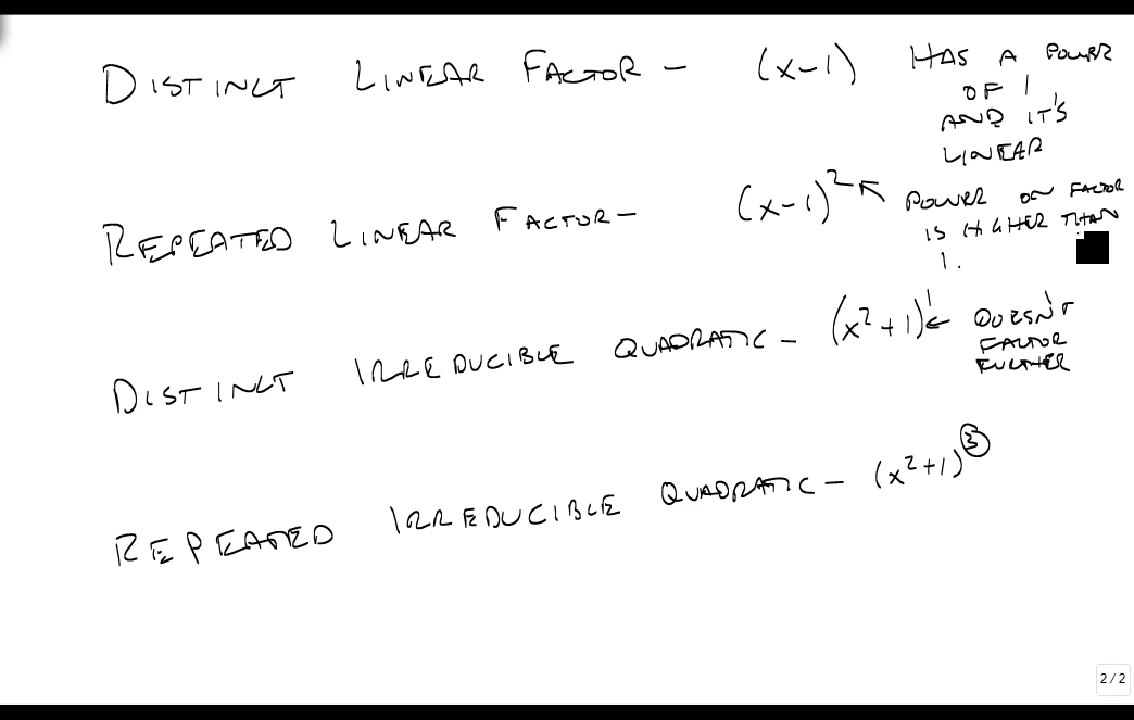 DISTINCT LINEAR FACTOR - (x-1) HAS A POWER
OF 1
AND IT'S
LINEAR
REPEATED LINEAR FACTOR - (x-1)² POWER ON FACTOR
IS HIGHER THAN
1.
DISTINCT IRREDUCIBLE QUADRATIC - (x²+1)¹ DOESN'T
FACTOR
FURTHER
REPEATED IRREDUCIBLE QUADRATIC - (x²+1)³
2/2